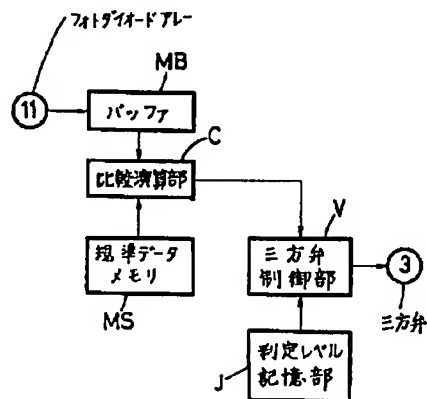 フォトダイオードアレー
MB
11
バッファ
C
比較演算部
V
規準データ
メモリ
三方弁
制御部
3
MS
三方弁
J
判定レベル
記憶部